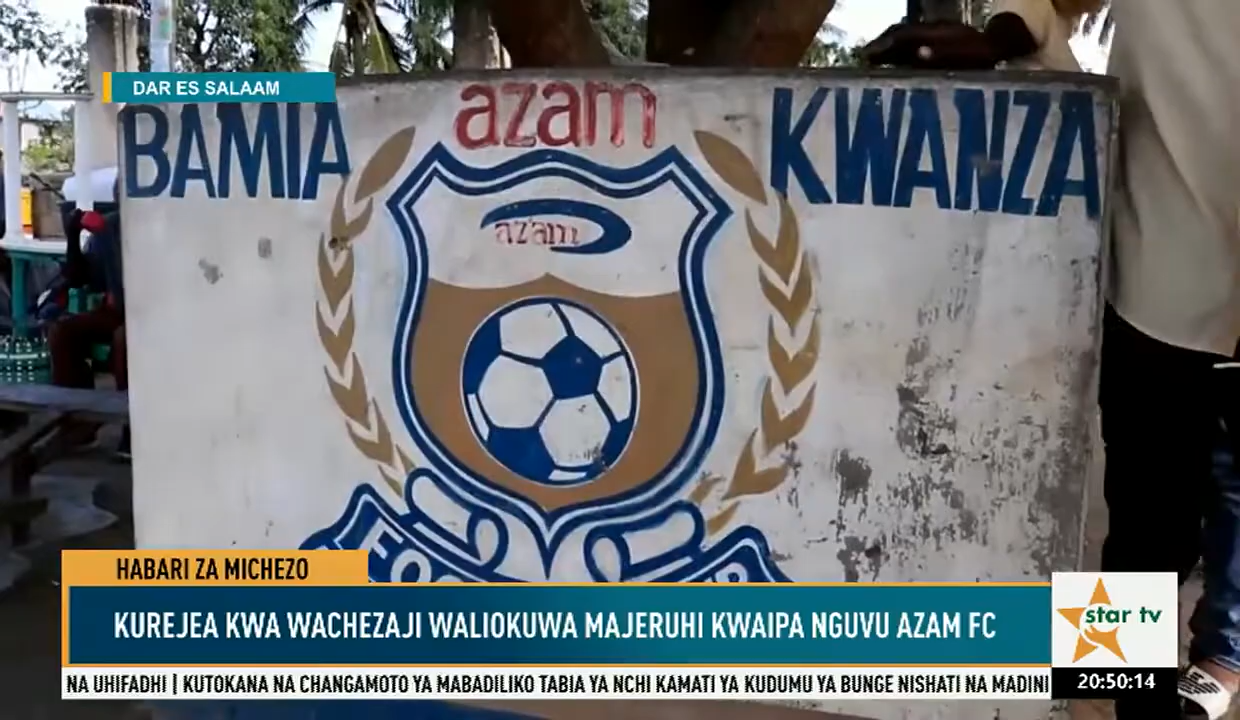 DAR ES SALAAM
BAMIA azam KWANZA
azam
HABARI ZA MICHEZO
KUREJEA KWA WACHEZAJI WALIOKUWA MAJERUHI KWAIPA NGUVU AZAM FC
star tv
NA UHIFADHI | KUTOKANA NA CHANGAMOTO YA MABADILIKO TABIA YA NCHI KAMATI YA KUDUMU YA BUNGE NISHATI NA MADINI
20:50:14